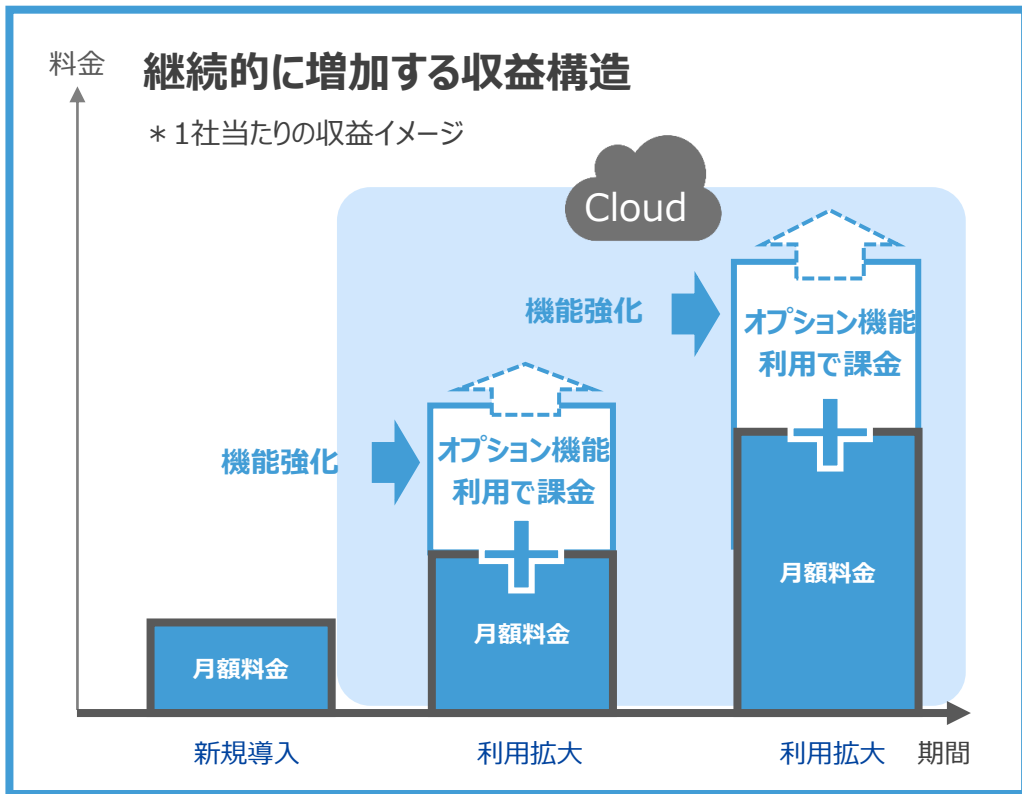 料金
継続的に増加する収益構造
＊1社当たりの収益イメージ
Cloud
機能強化
オプション機能
利用で課金
機能強化
オプション機能
利用で課金
月額料金
月額料金
月額料金
新規導入
利用拡大
利用拡大
期間